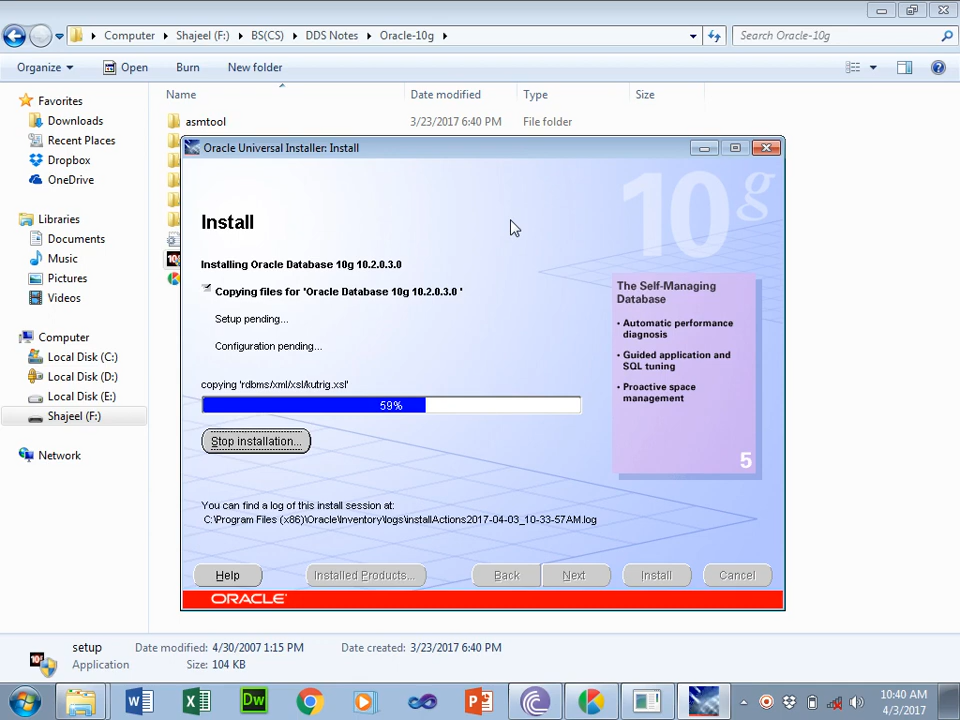 Computer
Shajeel (F:)
BS(CS)
DDS Notes
Oracle-10g
Search Oracle-10g
Organize
Open
Burn
New folder
Name
Date modified
Type
Size
Favorites
Downloads
Recent Places
Dropbox
OneDrive
Libraries
Documents
Music
Pictures
Videos
Computer
Local Disk (C:)
Local Disk (D:)
Local Disk (E:)
Shajeel (F:)
Network
asmtool
3/23/2017 6:40 PM
File folder
Oracle Universal Installer: Install
10g
Install
Installing Oracle Database 10g 10.2.0.3.0
Copying files for 'Oracle Database 10g 10.2.0.3.0 '
Setup pending...
Configuration pending...
copying 'rdbms/xml/xsl/kutrig.xsl'
59%
Stop installation...
The Self-Managing
Database
• Automatic performance
diagnosis
• Guided application and
SQL tuning
• Proactive space
management
5
You can find a log of this install session at:
C:\Program Files (x86)\Oracle\Inventory\logs\installActions2017-04-03_10-33-57AM.log
Help
Installed Products...
Back
Next
Install
Cancel
ORACLE
setup
Date modified: 4/30/2007 1:15 PM
Date created: 3/23/2017 6:40 PM
Application
Size: 104 KB
10:40 AM
4/3/2017